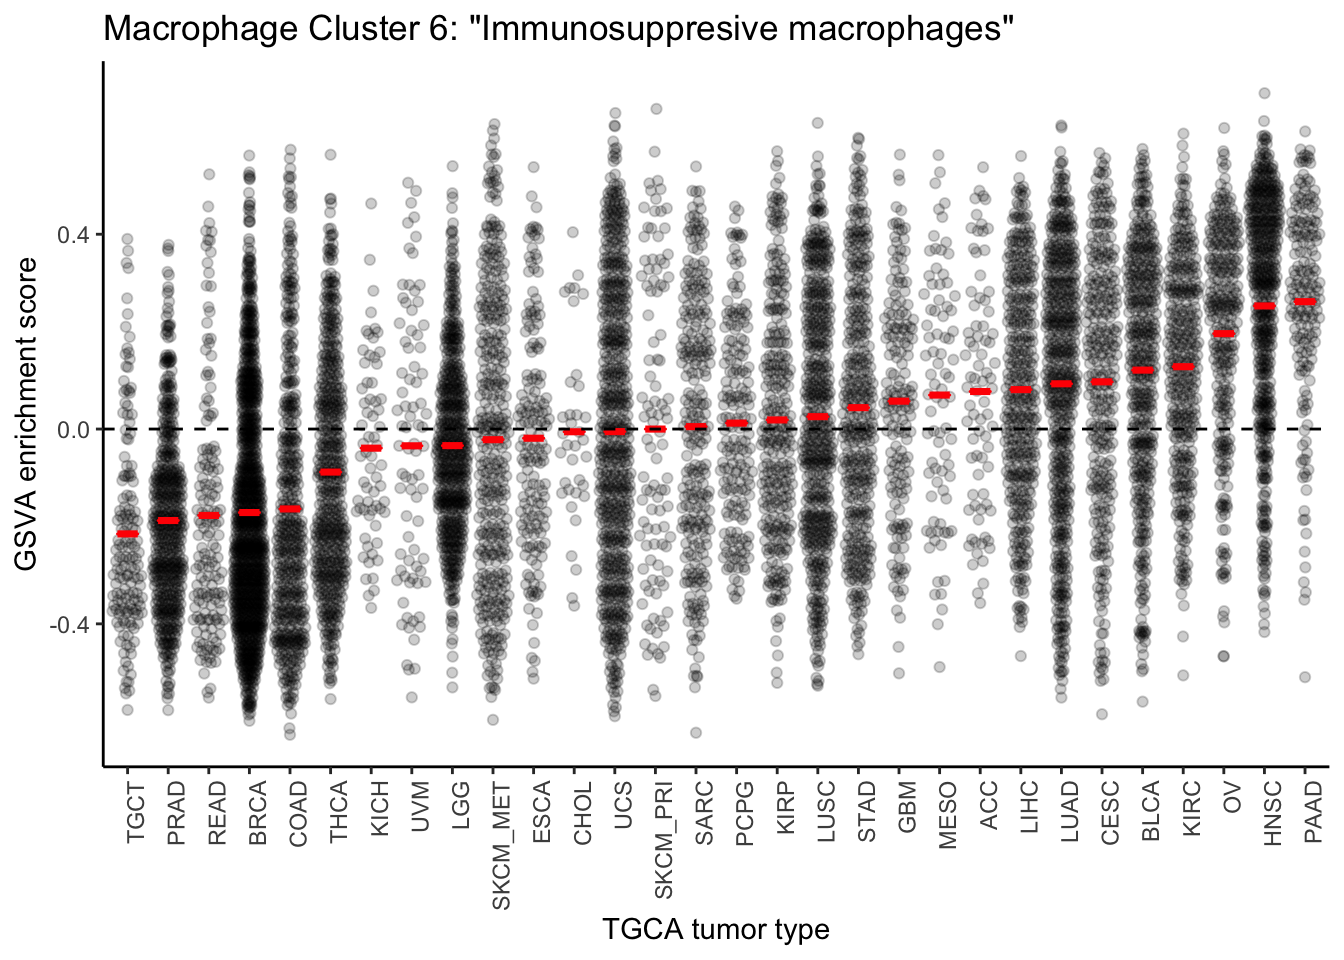 Macrophage Cluster 6: "Immunosuppresive macrophages"
GSVA enrichment score
0.4
0.0
-0.4
TGCT
PRAD
READ
BRCA
COAD
THCA
KICH
UVM
LGG
SKCM_MET
ESCA
CHOL
UCS
SKCM_PRI
SARC
PCPG
KIRP
LUSC
STAD
GBM
MESO
ACC
LIHC
LUAD
CESC
BLCA
KIRC
OV
HNSC
PAAD
TGCA tumor type